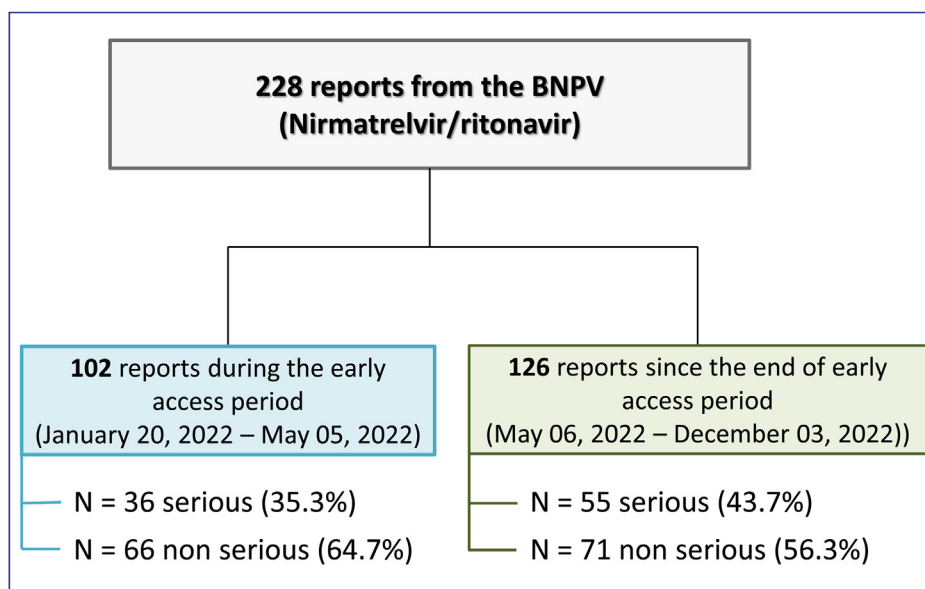 228 reports from the BNPV
(Nirmatrelvir/ritonavir)
102 reports during the early
access period
(January 20, 2022 – May 05, 2022)
N = 36 serious (35.3%)
N = 66 non serious (64.7%)
126 reports since the end of early
access period
(May 06, 2022 – December 03, 2022))
N = 55 serious (43.7%)
N = 71 non serious (56.3%)